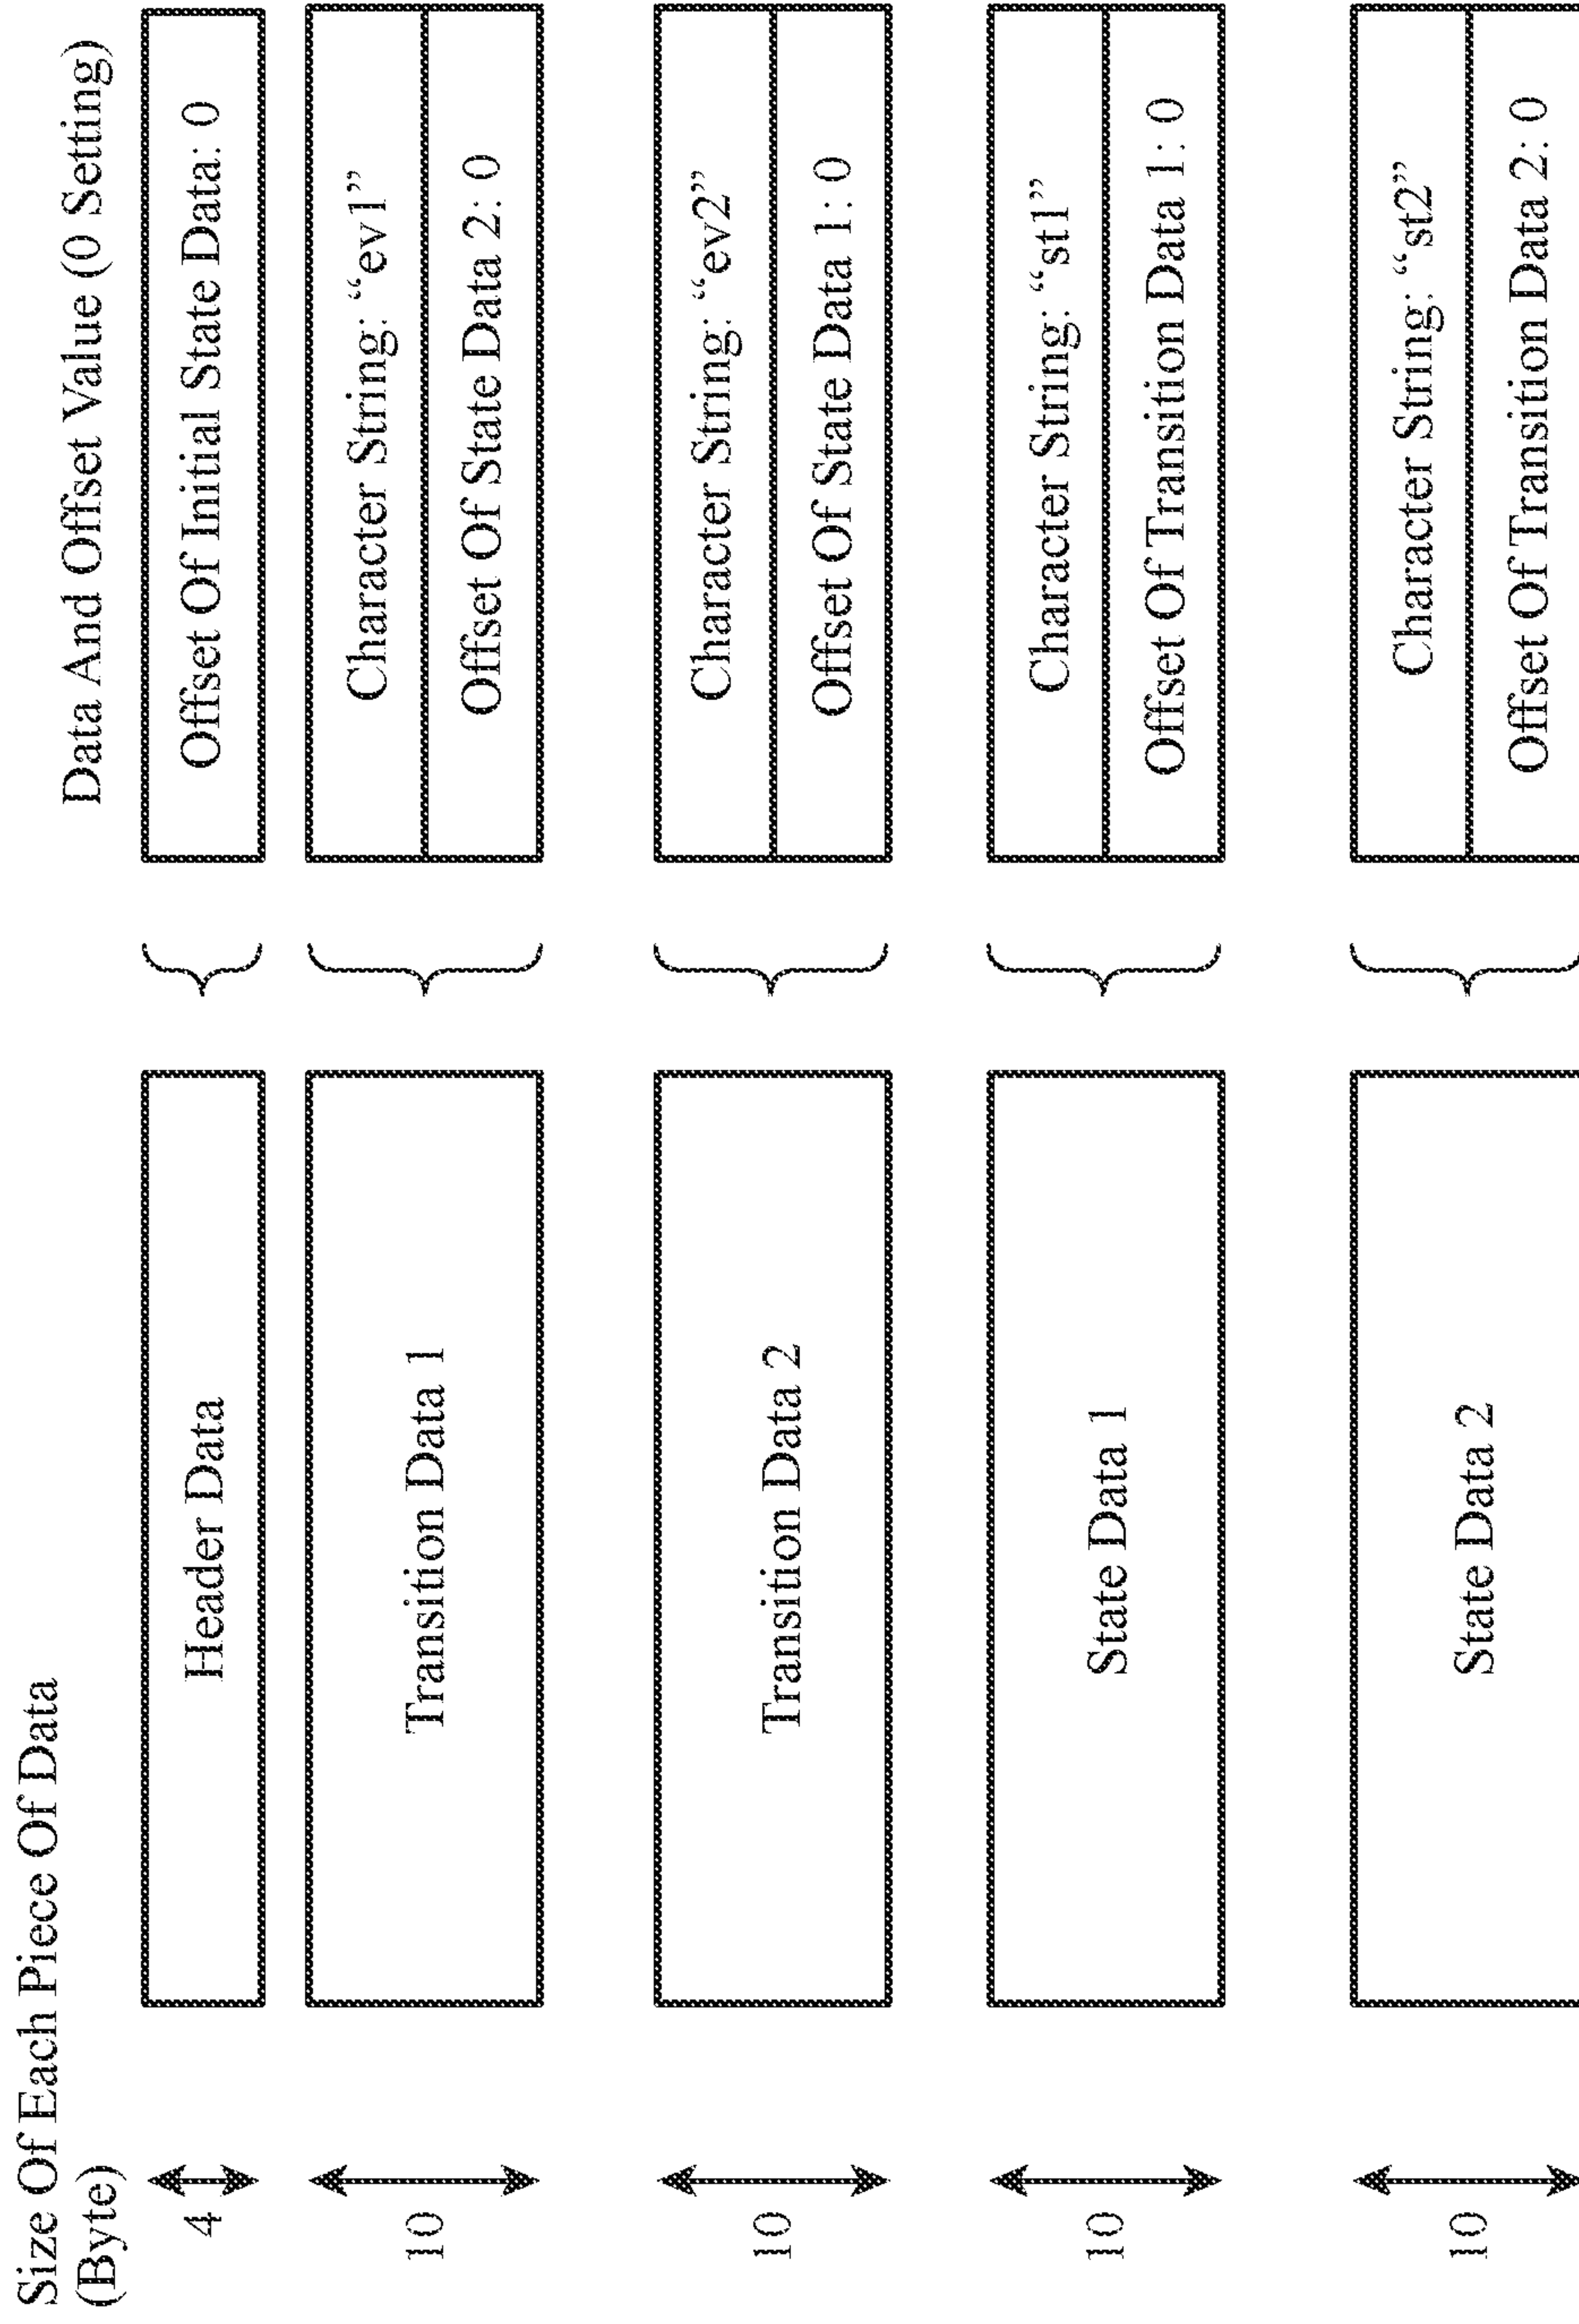 Size Of Each Piece Of Data
(Byte)
Data And Offset Value (0 Setting)
4
Header Data
Offset Of Initial State Data: 0
10
Transition Data 1
Character String: “ev1”
Offset Of State Data 2: 0
10
Transition Data 2
Character String: “ev2”
Offset Of State Data 1: 0
10
State Data 1
Character String: “st1”
Offset Of Transition Data 1: 0
10
State Data 2
Character String: “st2”
Offset Of Transition Data 2: 0